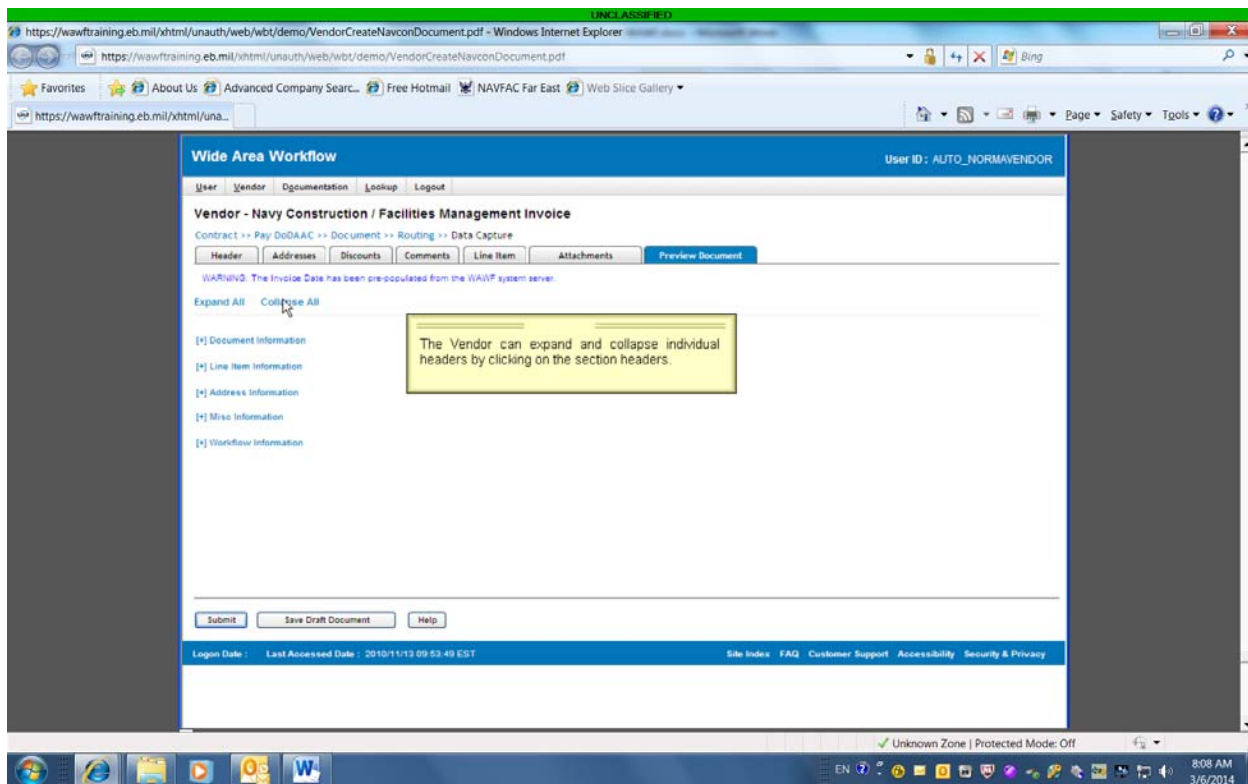 UNCLASSIFIED
https://wawftraining.eb.mil/xhtml/unauth/web/wbt/demo/VendorCreateNavconDocument.pdf - Windows Internet Explorer
https://wawftraining.eb.mil/xhtml/unauth/web/wbt/demo/VendorCreateNavconDocument.pdf
Bing
Favorites About Us Advanced Company Searc... Free Hotmail NAVFAC Far East Web Slice Gallery
https://wawftraining.eb.mil/xhtml/una...
Page Safety Tools
Wide Area Workflow
User ID : AUTO_NORMAVENDOR
User Vendor Documentation Lookup Logout
Vendor - Navy Construction / Facilities Management Invoice
Contract >> Pay DoDAAC >> Document >> Routing >> Data Capture
Header Addresses Discounts Comments Line Item Attachments Preview Document
WARNING: The Invoice Date has been pre-populated from the WAWF system server.
Expand All Collapse All
[+] Document Information
[+] Line Item Information
[+] Address Information
[+] Misc Information
[+] Workflow Information
The Vendor can expand and collapse individual
headers by clicking on the section headers.
Submit Save Draft Document Help
Logon Date : Last Accessed Date : 2010/11/13 09:53:49 EST Site Index FAQ Customer Support Accessibility Security & Privacy
Unknown Zone | Protected Mode: Off
EN
8:08 AM
3/6/2014